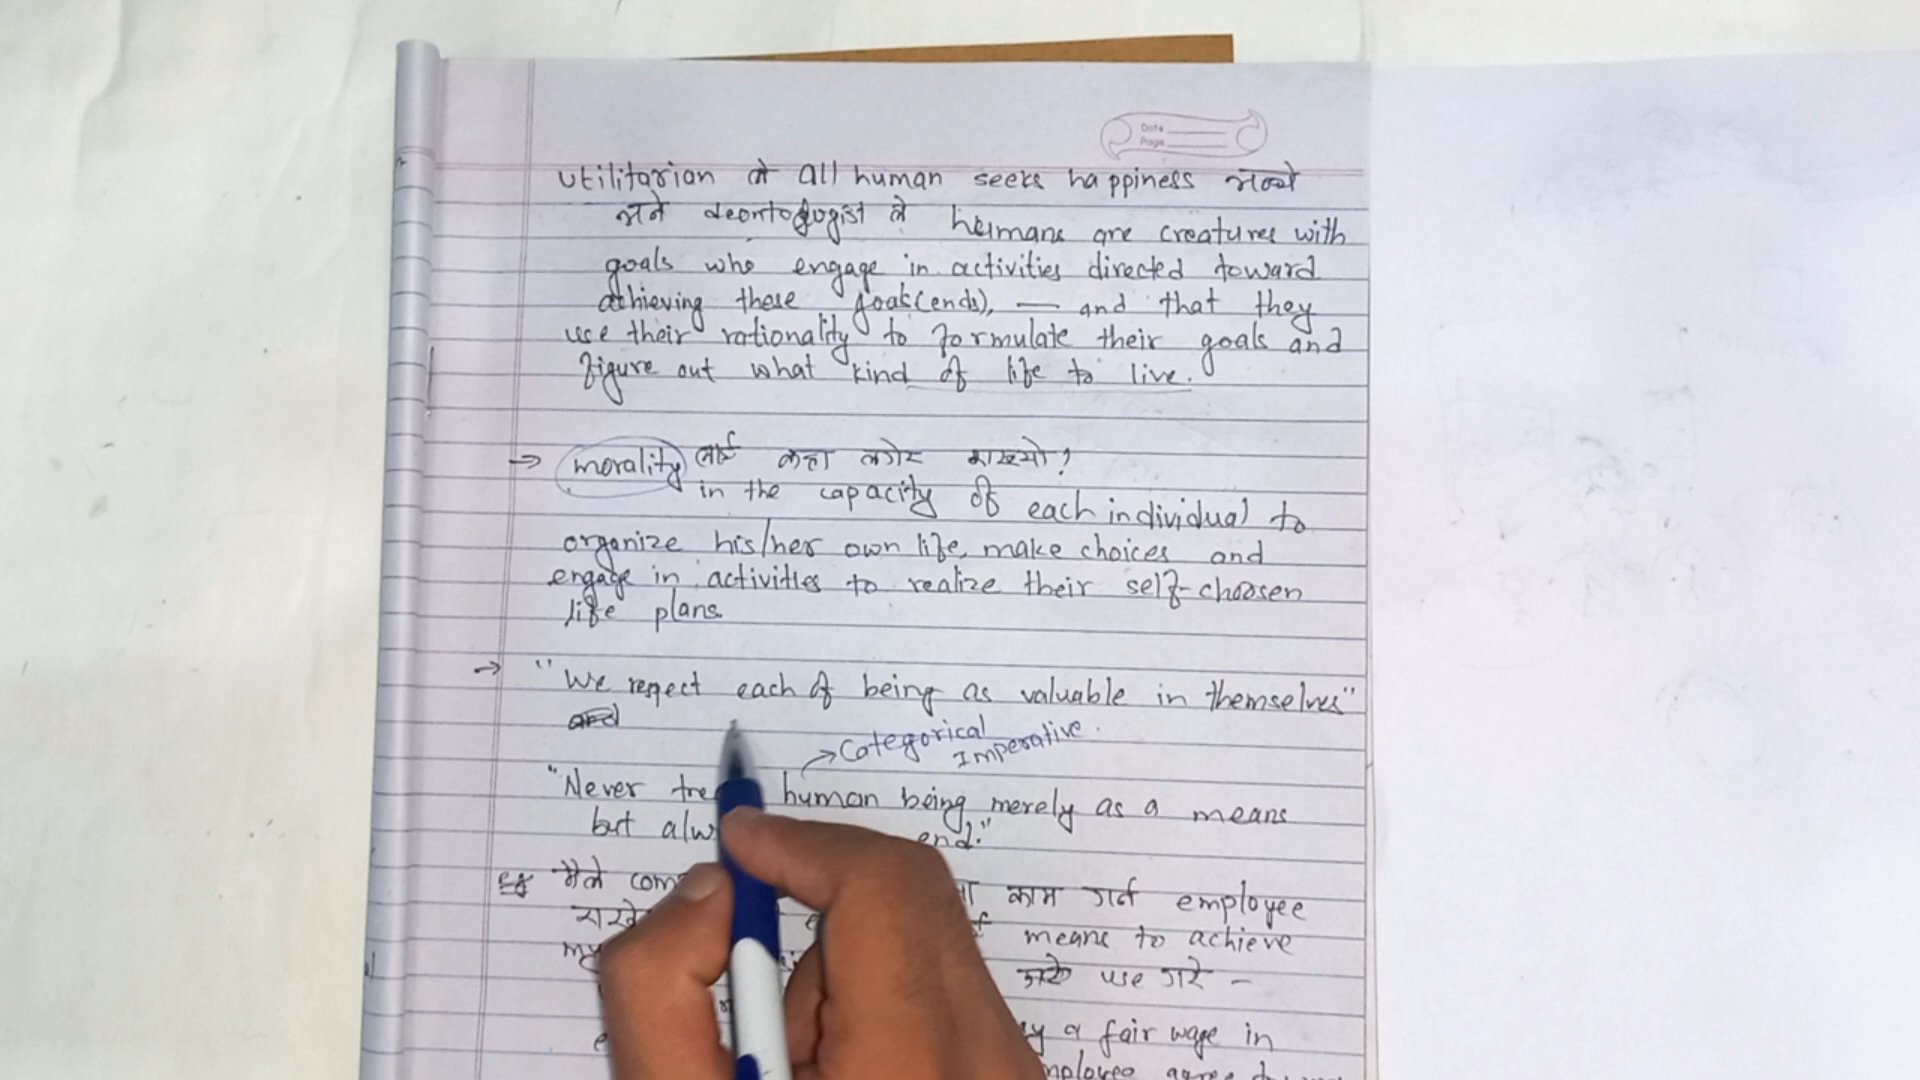 Date
Page
utilitarian ले all human seeks happiness भन्यो
भने deontologist ले humans are creatures with
goals who engage in activities directed toward
achieving these goals(ends), — and that they
use their rationality to formulate their goals and
figure out what kind of life to live.
→ morality लाई कहा राख्यो?
in the capacity of each individual to
organize his/her own life, make choices and
engage in activities to realize their self-choosen
life plans
→ "We respect each of being as valuable in themselves"
and
→ Categorical
Imperative.
"Never human being merely as a means
but end."
eg मैले काम गर्न employee
means to achieve
my use गरे –
a fair wage in